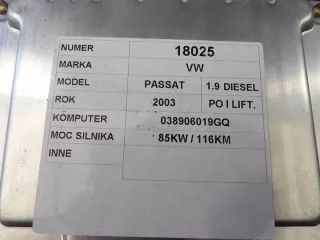 NUMER 18025
MARKA VW
MODEL PASSAT 1.9 DIESEL
ROK 2003 PO I LIFT.
KOMPUTER 038906019GQ
MOC SILNIKA 85KW / 116KM
INNE